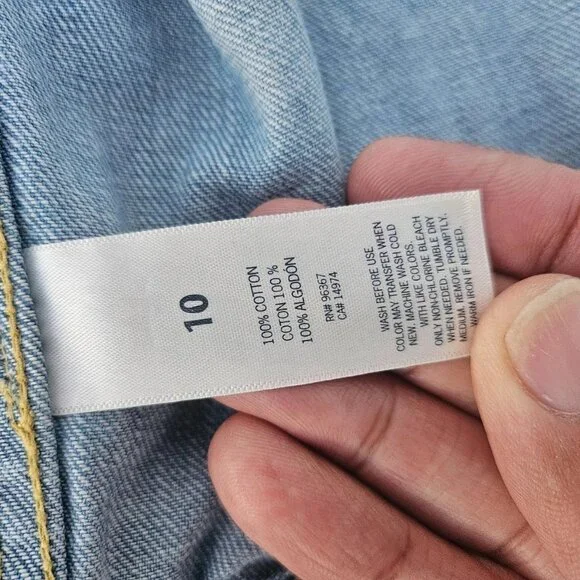 10
100% COTTON
COTON 100 %
100% ALGODÓN
RN# 96367
CA# 14974
WASH BEFORE USE
COLOR MAY TRANSFER WHEN
NEW. MACHINE WASH COLD
WITH LIKE COLORS.
ONLY NON-CHLORINE BLEACH
WHEN NEEDED. TUMBLE DRY
MEDIUM. REMOVE PROMPTLY.
WARM IRON IF NEEDED.